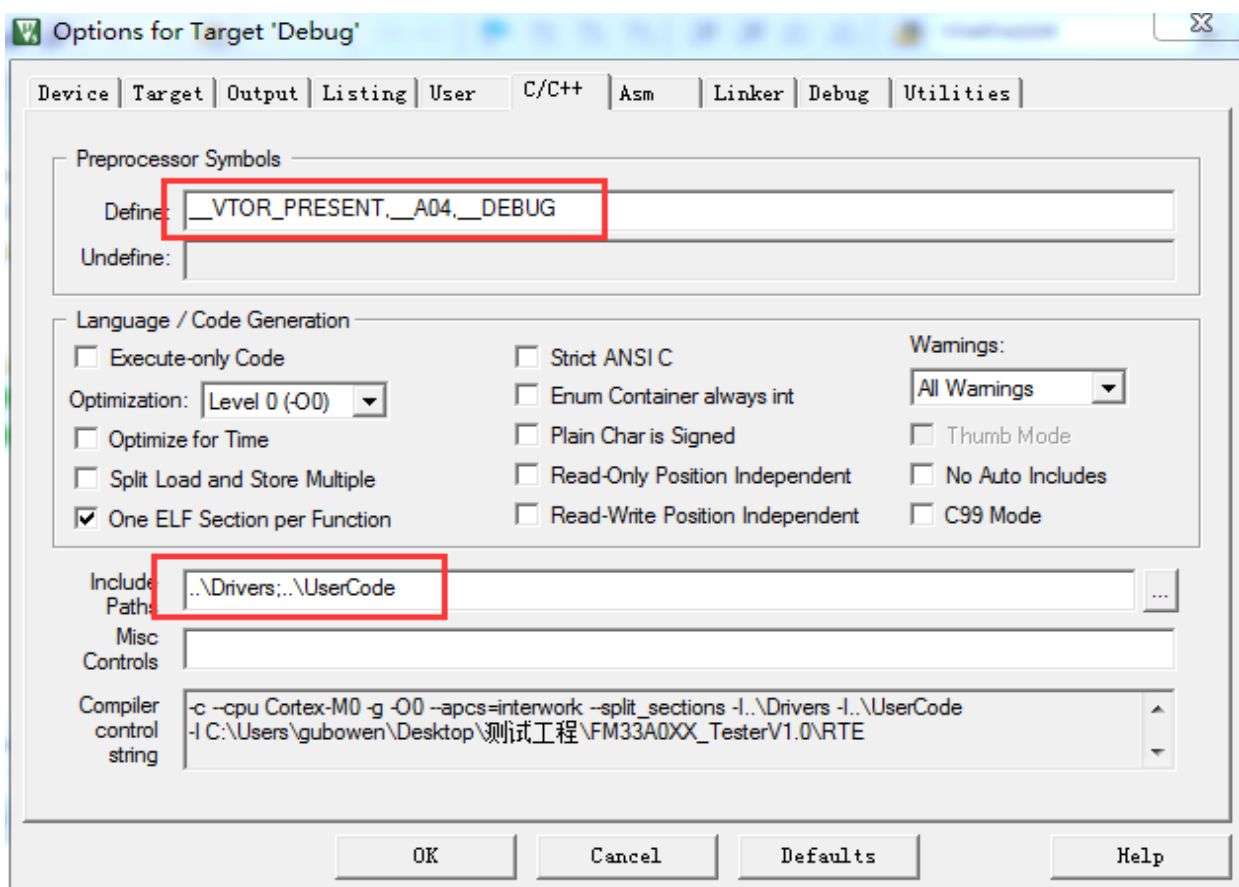 Options for Target 'Debug'
Device Target Output Listing User C/C++ Asm Linker Debug Utilities
Preprocessor Symbols
Define: __VTOR_PRESENT,__A04,__DEBUG
Undefine:
Language / Code Generation
Execute-only Code
Optimization: Level 0 (-O0)
Optimize for Time
Split Load and Store Multiple
One ELF Section per Function
Strict ANSI C
Enum Container always int
Plain Char is Signed
Read-Only Position Independent
Read-Write Position Independent
Warnings:
All Warnings
Thumb Mode
No Auto Includes
C99 Mode
Include Paths ..\Drivers;..\UserCode ...
Misc Controls
Compiler control string
-c --cpu Cortex-M0 -g -O0 --apcs=interwork --split_sections -I..\Drivers -I..\UserCode
-I C:\Users\gubowen\Desktop\测试工程\FM33A0XX_TesterV1.0\RTE
OK Cancel Defaults Help